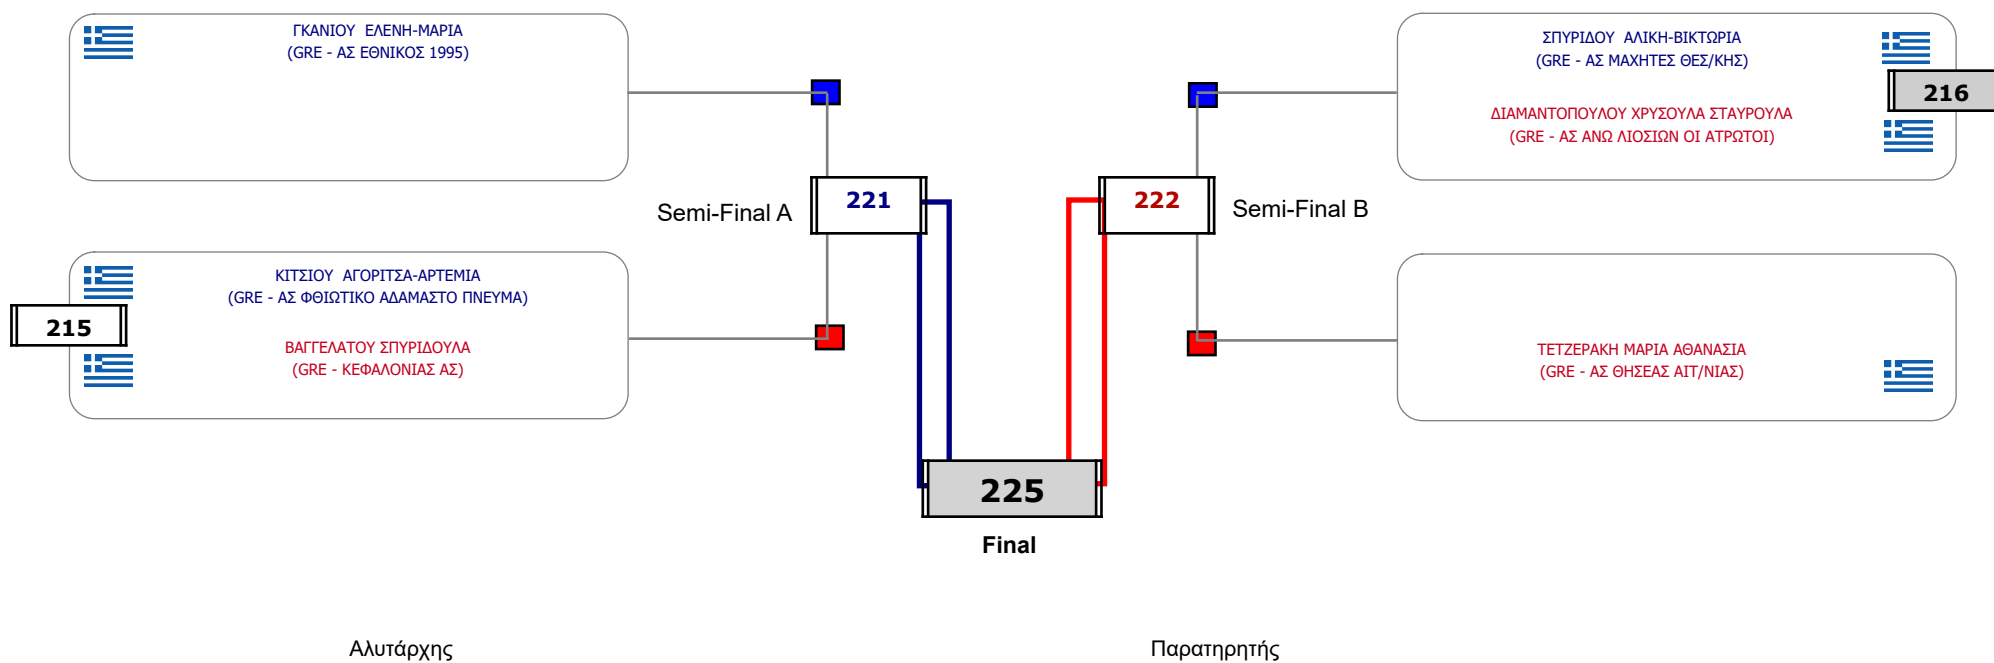 ΓΚΑΝΙΟΥ ΕΛΕΝΗ-ΜΑΡΙΑ
(GRE - ΑΣ ΕΘΝΙΚΟΣ 1995)
ΣΠΥΡΙΔΟΥ ΑΛΙΚΗ-ΒΙΚΤΩΡΙΑ
(GRE - ΑΣ ΜΑΧΗΤΕΣ ΘΕΣ/ΚΗΣ)
216
ΔΙΑΜΑΝΤΟΠΟΥΛΟΥ ΧΡΥΣΟΥΛΑ ΣΤΑΥΡΟΥΛΑ
(GRE - ΑΣ ΑΝΩ ΛΙΟΣΙΩΝ ΟΙ ΑΤΡΩΤΟΙ)
Semi-Final A
221
222
Semi-Final B
ΚΙΤΣΙΟΥ ΑΓΟΡΙΤΣΑ-ΑΡΤΕΜΙΑ
(GRE - ΑΣ ΦΘΙΩΤΙΚΟ ΑΔΑΜΑΣΤΟ ΠΝΕΥΜΑ)
215
ΒΑΓΓΕΛΑΤΟΥ ΣΠΥΡΙΔΟΥΛΑ
(GRE - ΚΕΦΑΛΟΝΙΑΣ ΑΣ)
ΤΕΤΖΕΡΑΚΗ ΜΑΡΙΑ ΑΘΑΝΑΣΙΑ
(GRE - ΑΣ ΘΗΣΕΑΣ ΑΙΤ/ΝΙΑΣ)
225
Final
Αλυτάρχης
Παρατηρητής